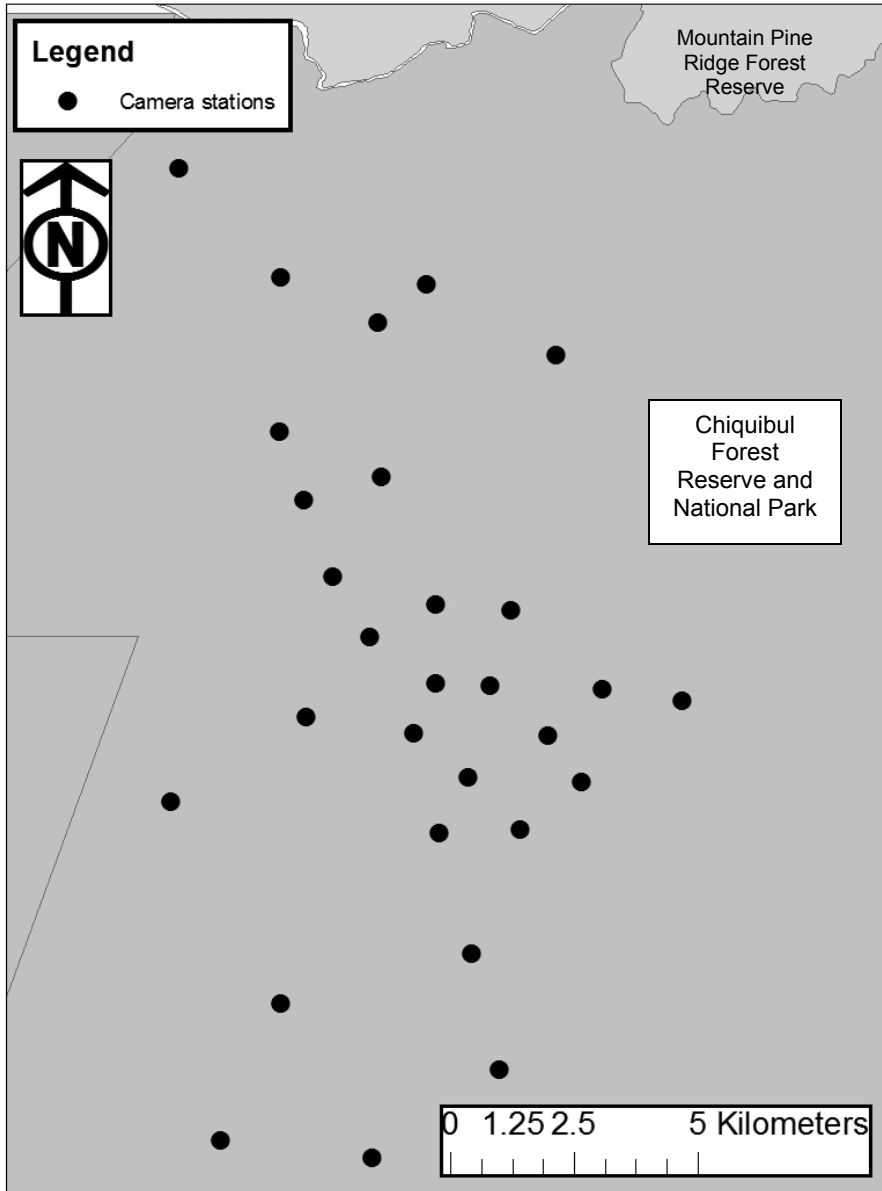 Legend
Camera stations
Mountain Pine
Ridge Forest
Reserve
N
Chiquibul
Forest
Reserve and
National Park
0 1.25 2.5 5 Kilometers